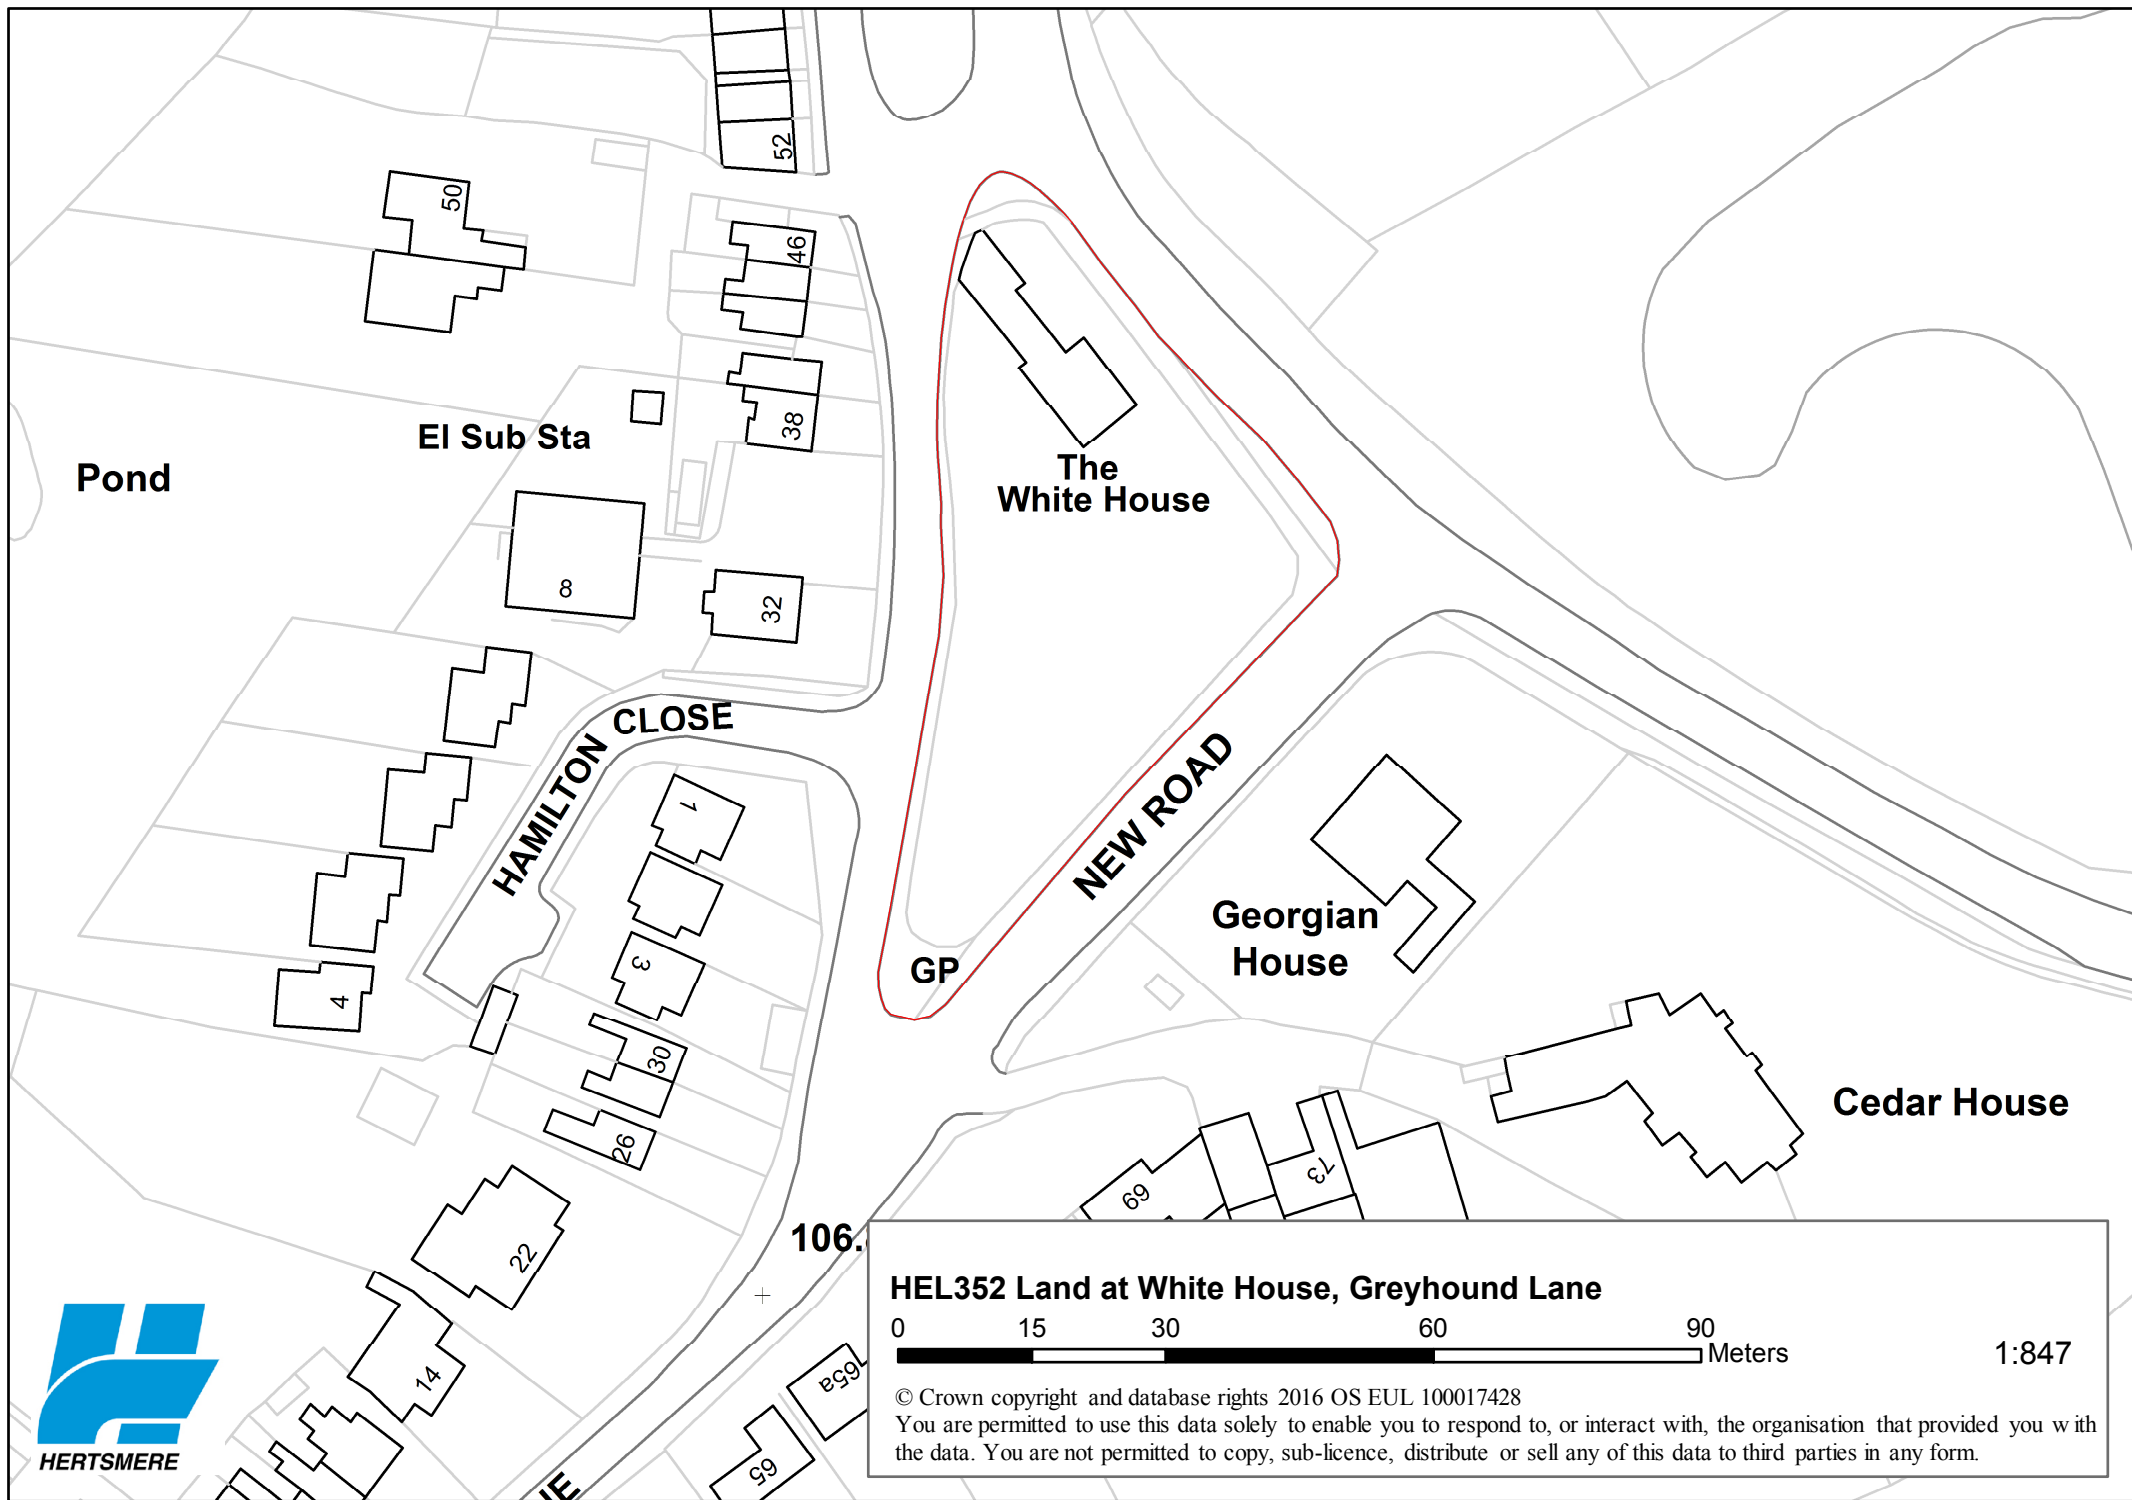 52
50
46
38
El Sub Sta
Pond
The
White House
8
32
HAMILTON CLOSE
1
NEW ROAD
Georgian
House
3
GP
4
30
26
Cedar House
73
69
22
106.
14
65a
65
HEL352 Land at White House, Greyhound Lane
0 15 30 60 90
Meters
1:847
© Crown copyright and database rights 2016 OS EUL 100017428
You are permitted to use this data solely to enable you to respond to, or interact with, the organisation that provided you with
the data. You are not permitted to copy, sub-licence, distribute or sell any of this data to third parties in any form.
HERTSMERE